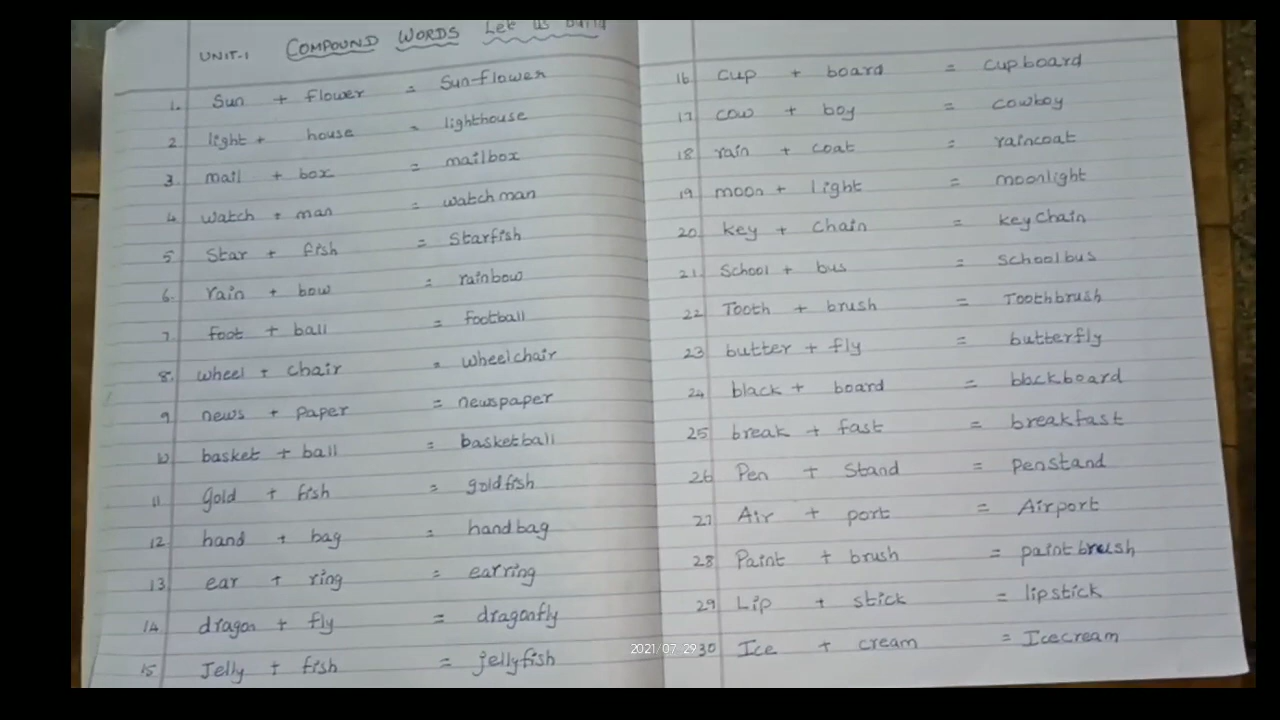 UNIT-1 COMPOUND WORDS Let us build
1. Sun + flower = Sun-flower
2 light + house = lighthouse
3. mail + box = mailbox
4. watch + man = watch man
5 Star + fish = Starfish
6. rain + bow = rainbow
7. foot + ball = football
8. wheel + chair = wheelchair
9 news + paper = newspaper
10 basket + ball = basketball
11 gold + fish = goldfish
12 hand + bag = handbag
13 ear + ring = earring
14 dragon + fly = dragonfly
15 Jelly + fish = jellyfish
16 cup + board = cupboard
17 cow + boy = cowboy
18 rain + coat = raincoat
19 moon + light = moonlight
20 key + chain = keychain
21 School + bus = Schoolbus
22 Tooth + brush = Toothbrush
23 butter + fly = butterfly
24 black + board = blackboard
25 break + fast = breakfast
26 Pen + Stand = penStand
27 Air + port = Airport
28 Paint + brush = paint brush
29 Lip + stick = lipstick
30 Ice + cream = Icecream
2021/07/29